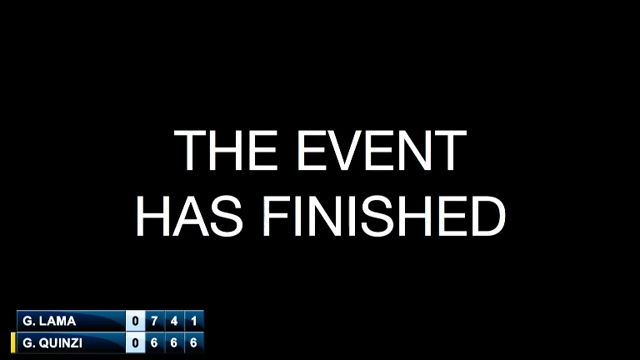 THE EVENT
HAS FINISHED
G. LAMA 0 7 4 1
G. QUINZI 0 6 6 6